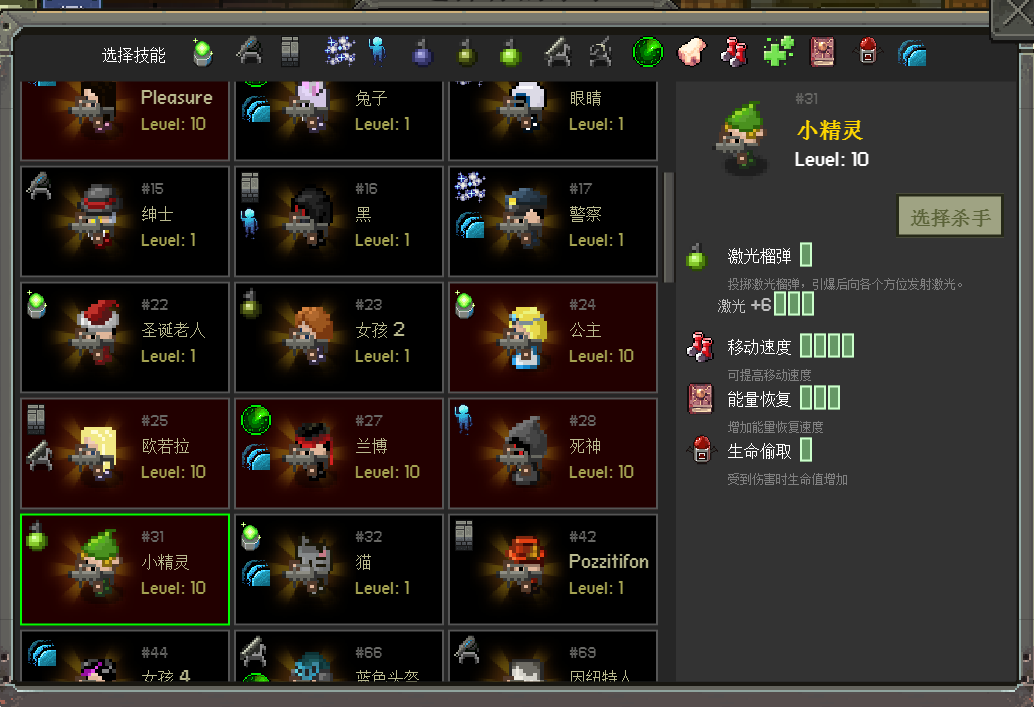 选择技能
Pleasure
Level: 10
兔子
Level: 1
眼睛
Level: 1
#15
绅士
Level: 1
#16
黑
Level: 1
#17
警察
Level: 1
#22
圣诞老人
Level: 1
#23
女孩 2
Level: 1
#24
公主
Level: 10
#25
欧若拉
Level: 10
#27
兰博
Level: 10
#28
死神
Level: 10
#31
小精灵
Level: 10
#32
猫
Level: 1
#42
Pozzitifon
Level: 1
#44
女孩 4
#66
蓝色头盔
#69
因纽特人
#31
小精灵
Level: 10
选择杀手
激光榴弹
投掷激光榴弹，引爆后向各个方位发射激光。
激光 +6
移动速度
可提高移动速度
能量恢复
增加能量恢复速度
生命偷取
受到伤害时生命值增加